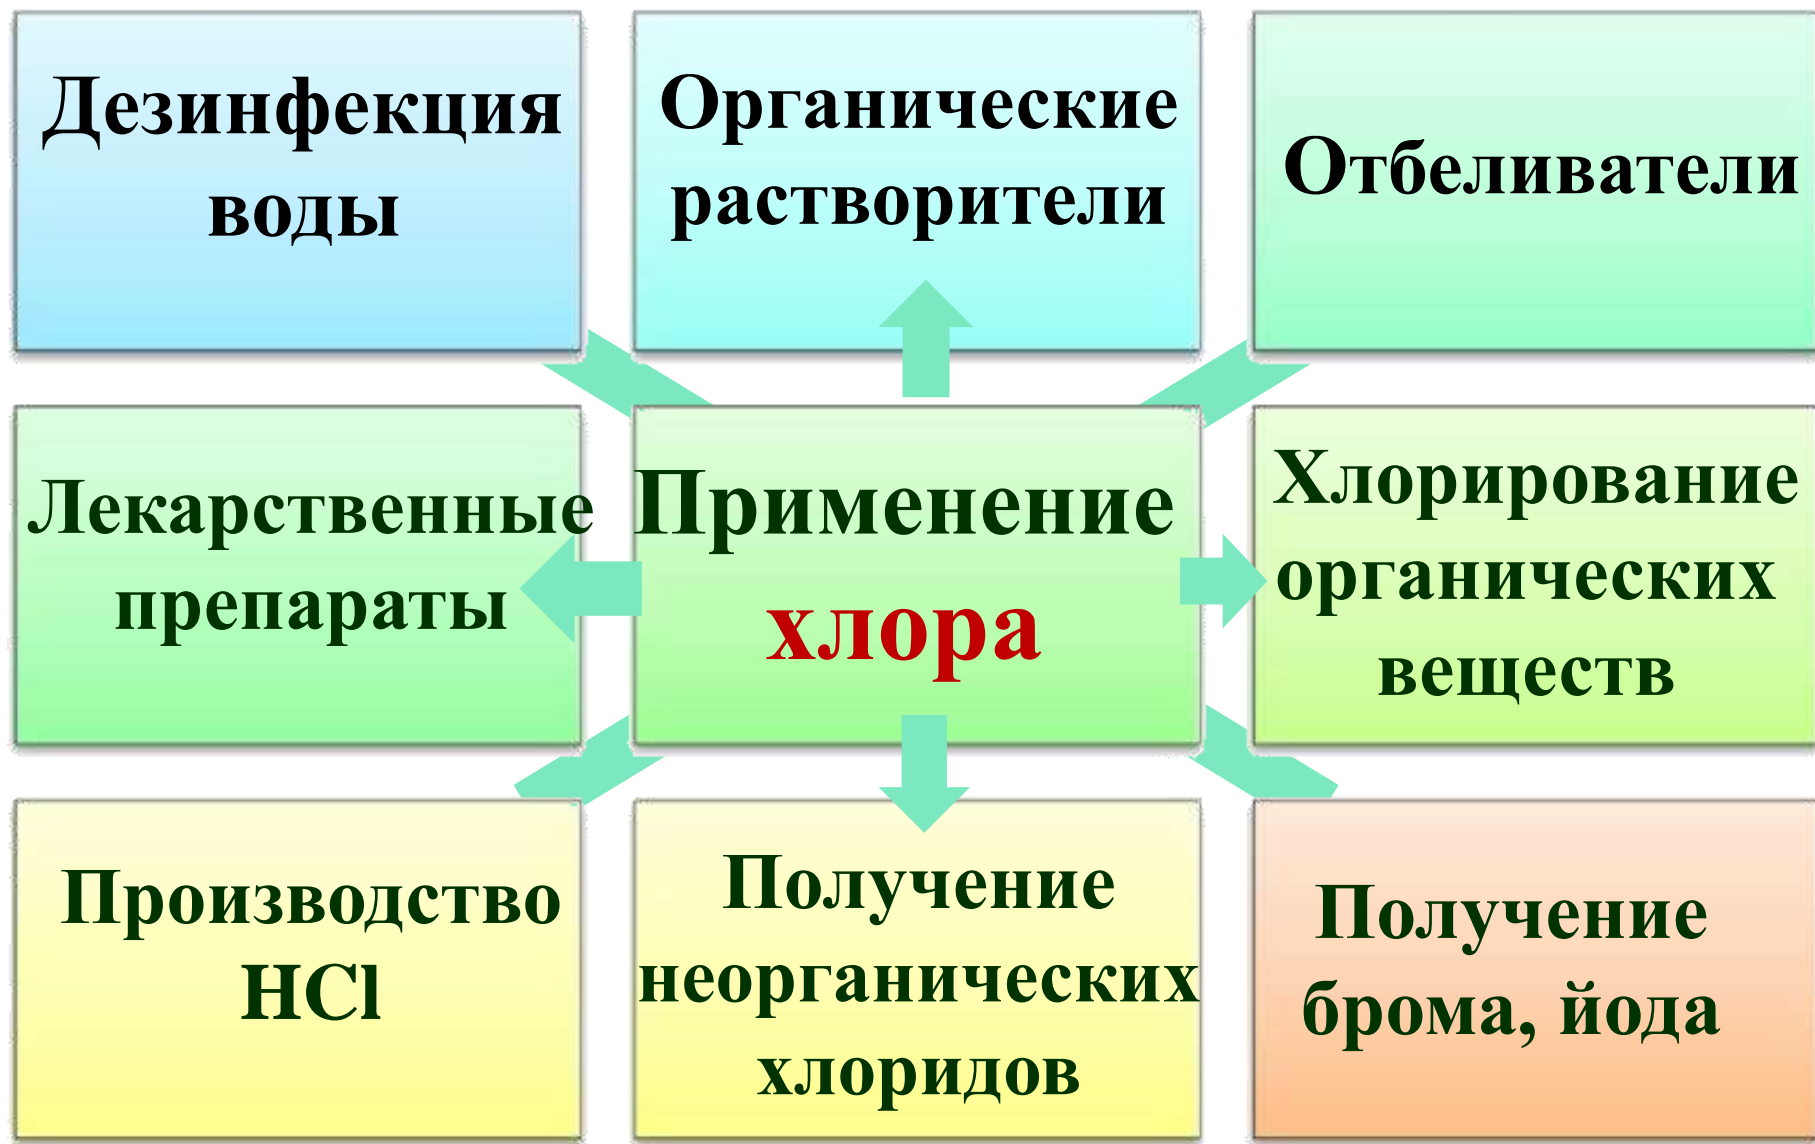 Дезинфекция
воды
Органические
растворители
Отбеливатели
Лекарственные
препараты
Применение
хлора
Хлорирование
органических
веществ
Производство
HCl
Получение
неорганических
хлоридов
Получение
брома, йода